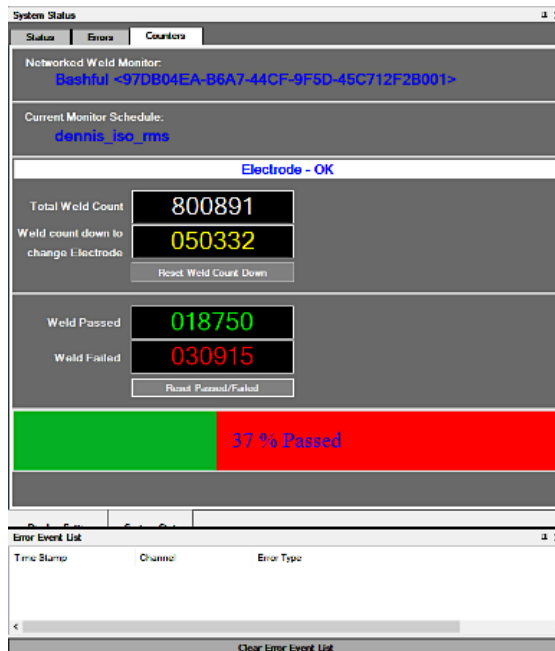 System Status
Status Errors Counters
Networked Weld Monitor:
Bashful <97DB04EA-B6A7-44CF-9F5D-45C712F2B001>
Current Monitor Schedule:
dennis_iso_rms
Electrode - OK
Total Weld Count 800891
Weld count down to
change Electrode 050332
Reset Weld Count Down
Weld Passed 018750
Weld Failed 030915
Reset Passed/Failed
37 % Passed
Error Event List
Time Stamp Channel Error Type
Clear Error Event List